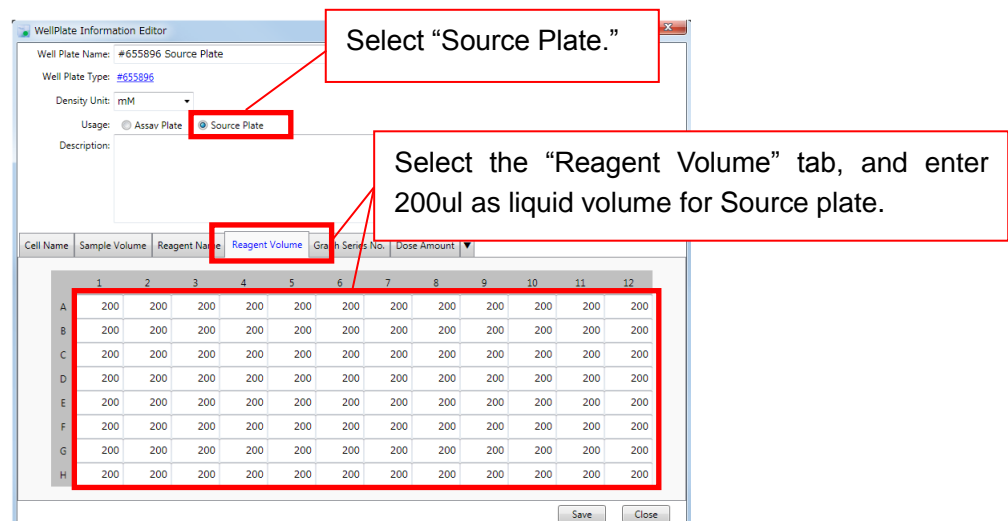 WellPlate Information Editor
Select “Source Plate.”
Well Plate Name: #655896 Source Plate
Well Plate Type: #655896
Density Unit: mM
Usage: Assay Plate Source Plate
Description:
Select the “Reagent Volume” tab, and enter
200ul as liquid volume for Source plate.
Cell Name Sample Volume Reagent Name Reagent Volume Graph Series No. Dose Amount
1 2 3 4 5 6 7 8 9 10 11 12
A 200 200 200 200 200 200 200 200 200 200 200 200
B 200 200 200 200 200 200 200 200 200 200 200 200
C 200 200 200 200 200 200 200 200 200 200 200 200
D 200 200 200 200 200 200 200 200 200 200 200 200
E 200 200 200 200 200 200 200 200 200 200 200 200
F 200 200 200 200 200 200 200 200 200 200 200 200
G 200 200 200 200 200 200 200 200 200 200 200 200
H 200 200 200 200 200 200 200 200 200 200 200 200
Save Close